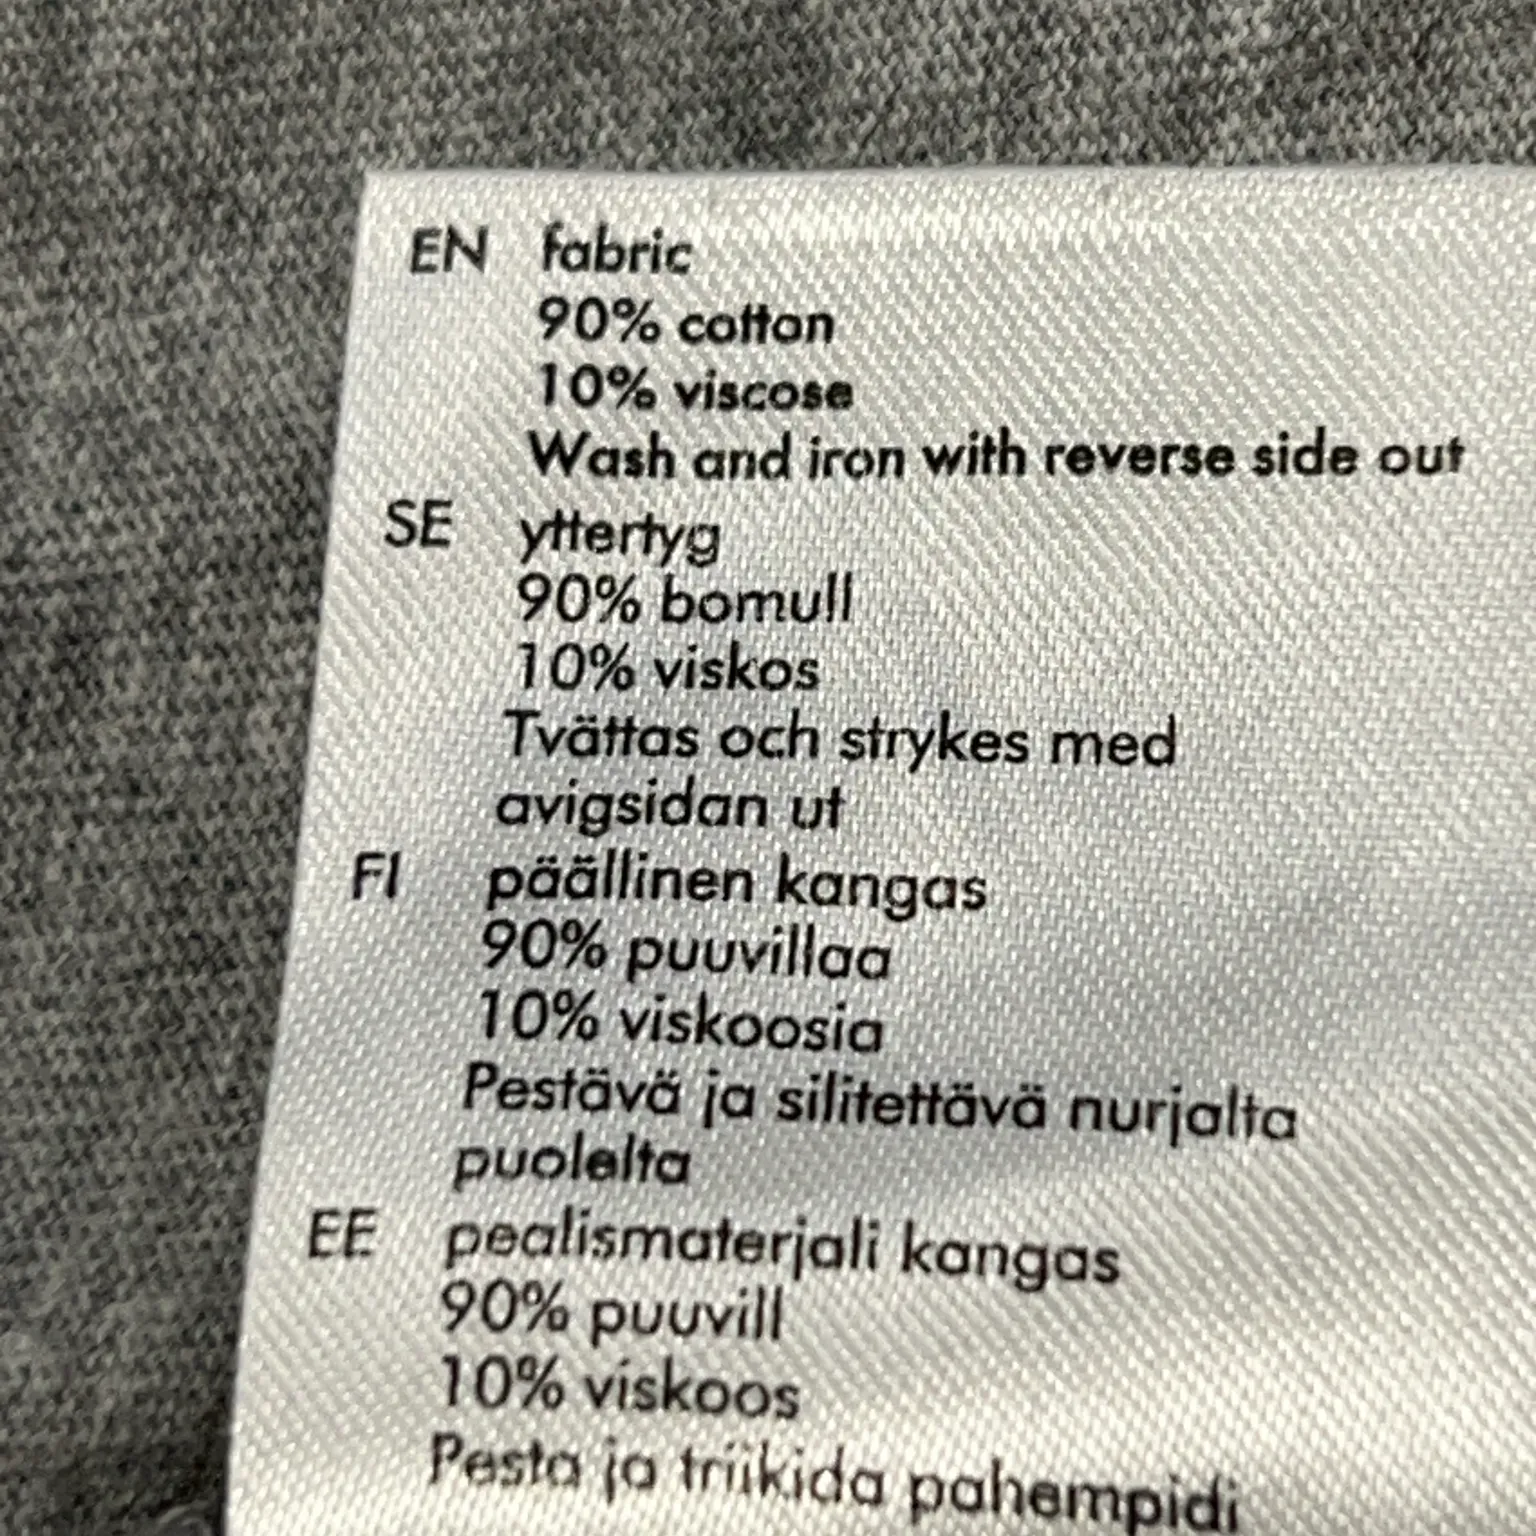 EN fabric
90% cotton
10% viscose
Wash and iron with reverse side out
SE yttertyg
90% bomull
10% viskos
Tvättas och strykes med
avigsidan ut
FI päällinen kangas
90% puuvillaa
10% viskoosia
Pestävä ja silitettävä nurjalta
puolelta
EE pealismaterjali kangas
90% puuvill
10% viskoos
Pesta ja triikida pahempidi